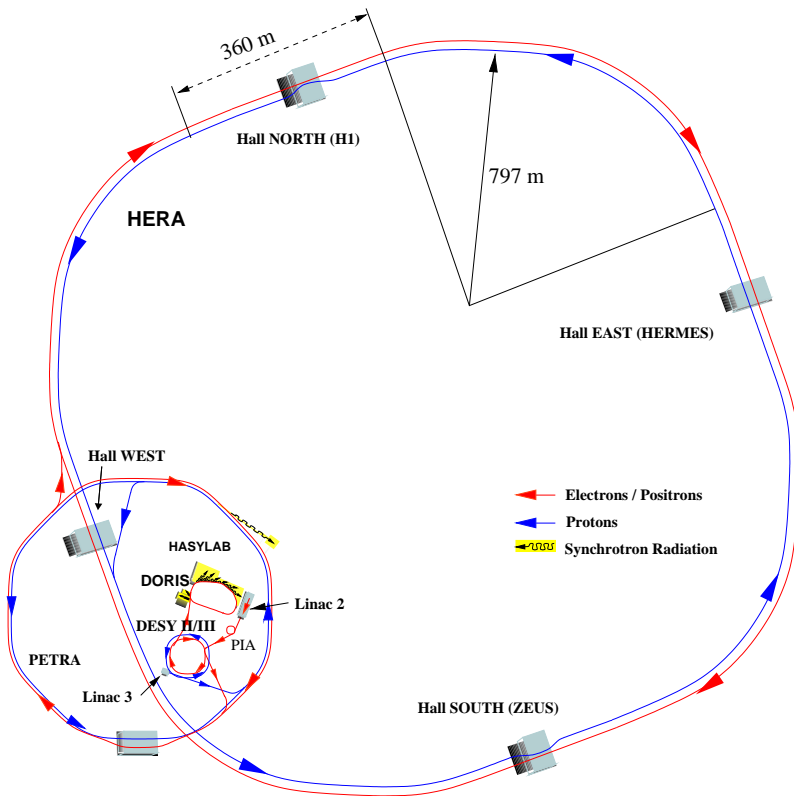 360 m
Hall NORTH (H1)
797 m
HERA
Hall EAST (HERMES)
Hall WEST
Electrons / Positrons
Protons
Synchrotron Radiation
HASYLAB
DORIS
Linac 2
DESY II/III
PIA
PETRA
Linac 3
Hall SOUTH (ZEUS)